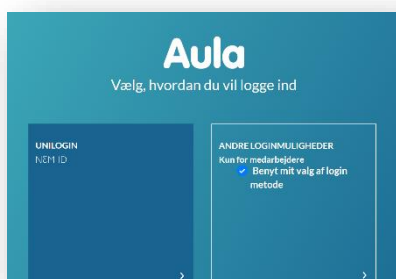 Aula
Vælg, hvordan du vil logge ind
UNILOGIN
NEM ID
ANDRE LOGINMULIGHEDER
Kun for medarbejdere
Benyt mit valg af login
metode